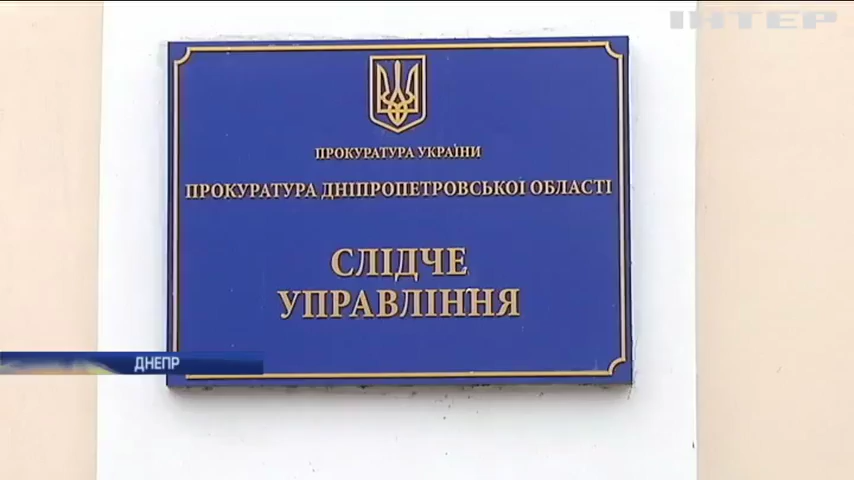 ІНТЕР
ПРОКУРАТУРА УКРАЇНИ
ПРОКУРАТУРА ДНІПРОПЕТРОВСЬКОЇ ОБЛАСТІ
СЛІДЧЕ
УПРАВЛІННЯ
ДНЕПР